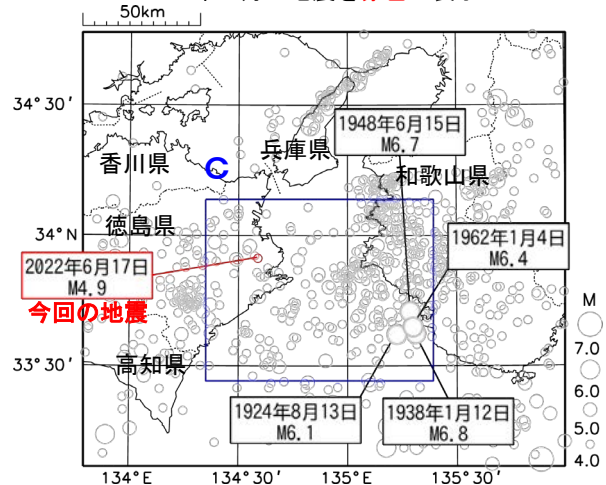 50km
34°30′
34°N
33°30′
134°E
134°30′
135°E
135°30′
香川県
兵庫県
和歌山県
徳島県
高知県
C
1948年6月15日
M6.7
1962年1月4日
M6.4
2022年6月17日
M4.9
今回の地震
1924年8月13日
M6.1
1938年1月12日
M6.8
M
7.0
6.0
5.0
4.0